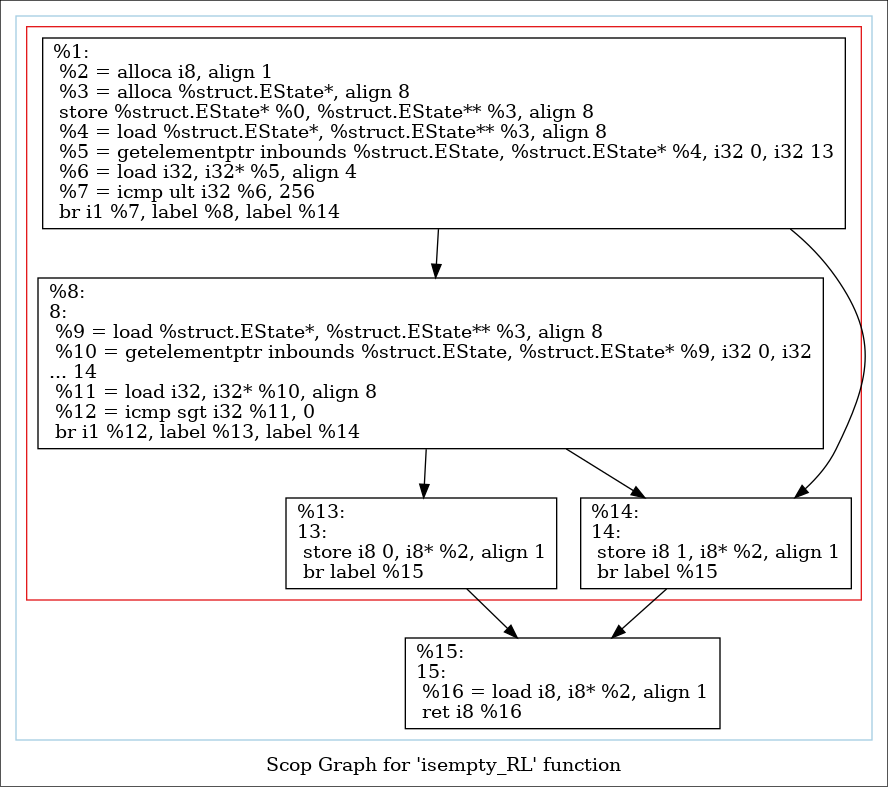 %1:
%2 = alloca i8, align 1
%3 = alloca %struct.EState*, align 8
store %struct.EState* %0, %struct.EState** %3, align 8
%4 = load %struct.EState*, %struct.EState** %3, align 8
%5 = getelementptr inbounds %struct.EState, %struct.EState* %4, i32 0, i32 13
%6 = load i32, i32* %5, align 4
%7 = icmp ult i32 %6, 256
br i1 %7, label %8, label %14
%8:
8:
%9 = load %struct.EState*, %struct.EState** %3, align 8
%10 = getelementptr inbounds %struct.EState, %struct.EState* %9, i32 0, i32
... 14
%11 = load i32, i32* %10, align 8
%12 = icmp sgt i32 %11, 0
br i1 %12, label %13, label %14
%13:
13:
store i8 0, i8* %2, align 1
br label %15
%14:
14:
store i8 1, i8* %2, align 1
br label %15
%15:
15:
%16 = load i8, i8* %2, align 1
ret i8 %16
Scop Graph for 'isempty_RL' function